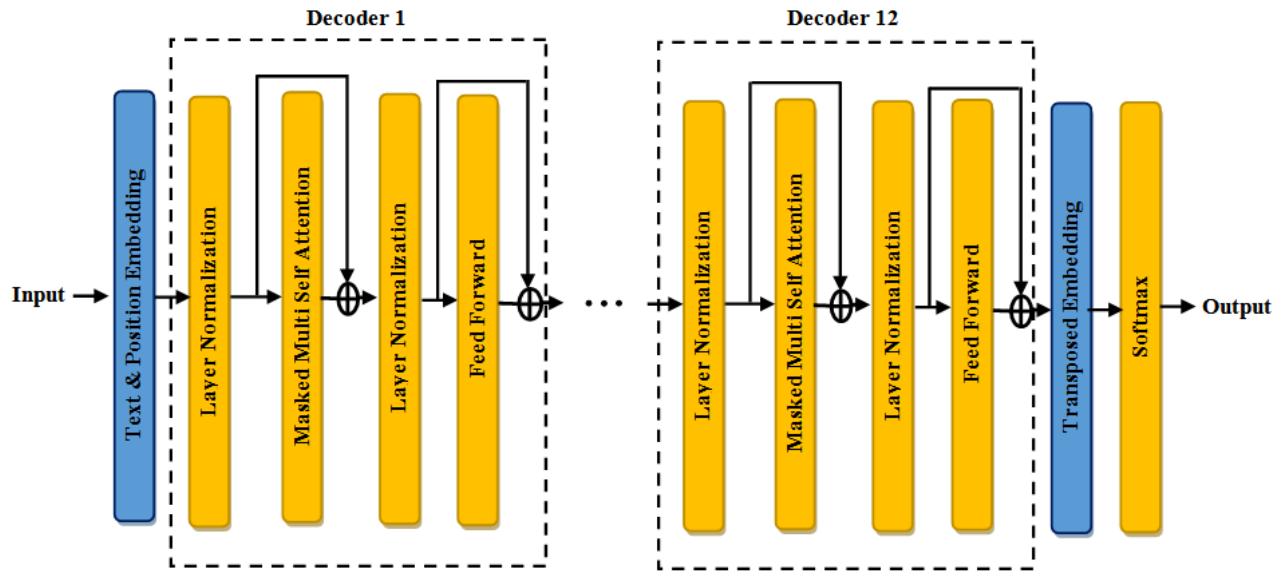 Decoder 1
Decoder 12
Input
Text & Position Embedding
Layer Normalization
Masked Multi Self Attention
Layer Normalization
Feed Forward
...
Layer Normalization
Masked Multi Self Attention
Layer Normalization
Feed Forward
Transposed Embedding
Softmax
Output